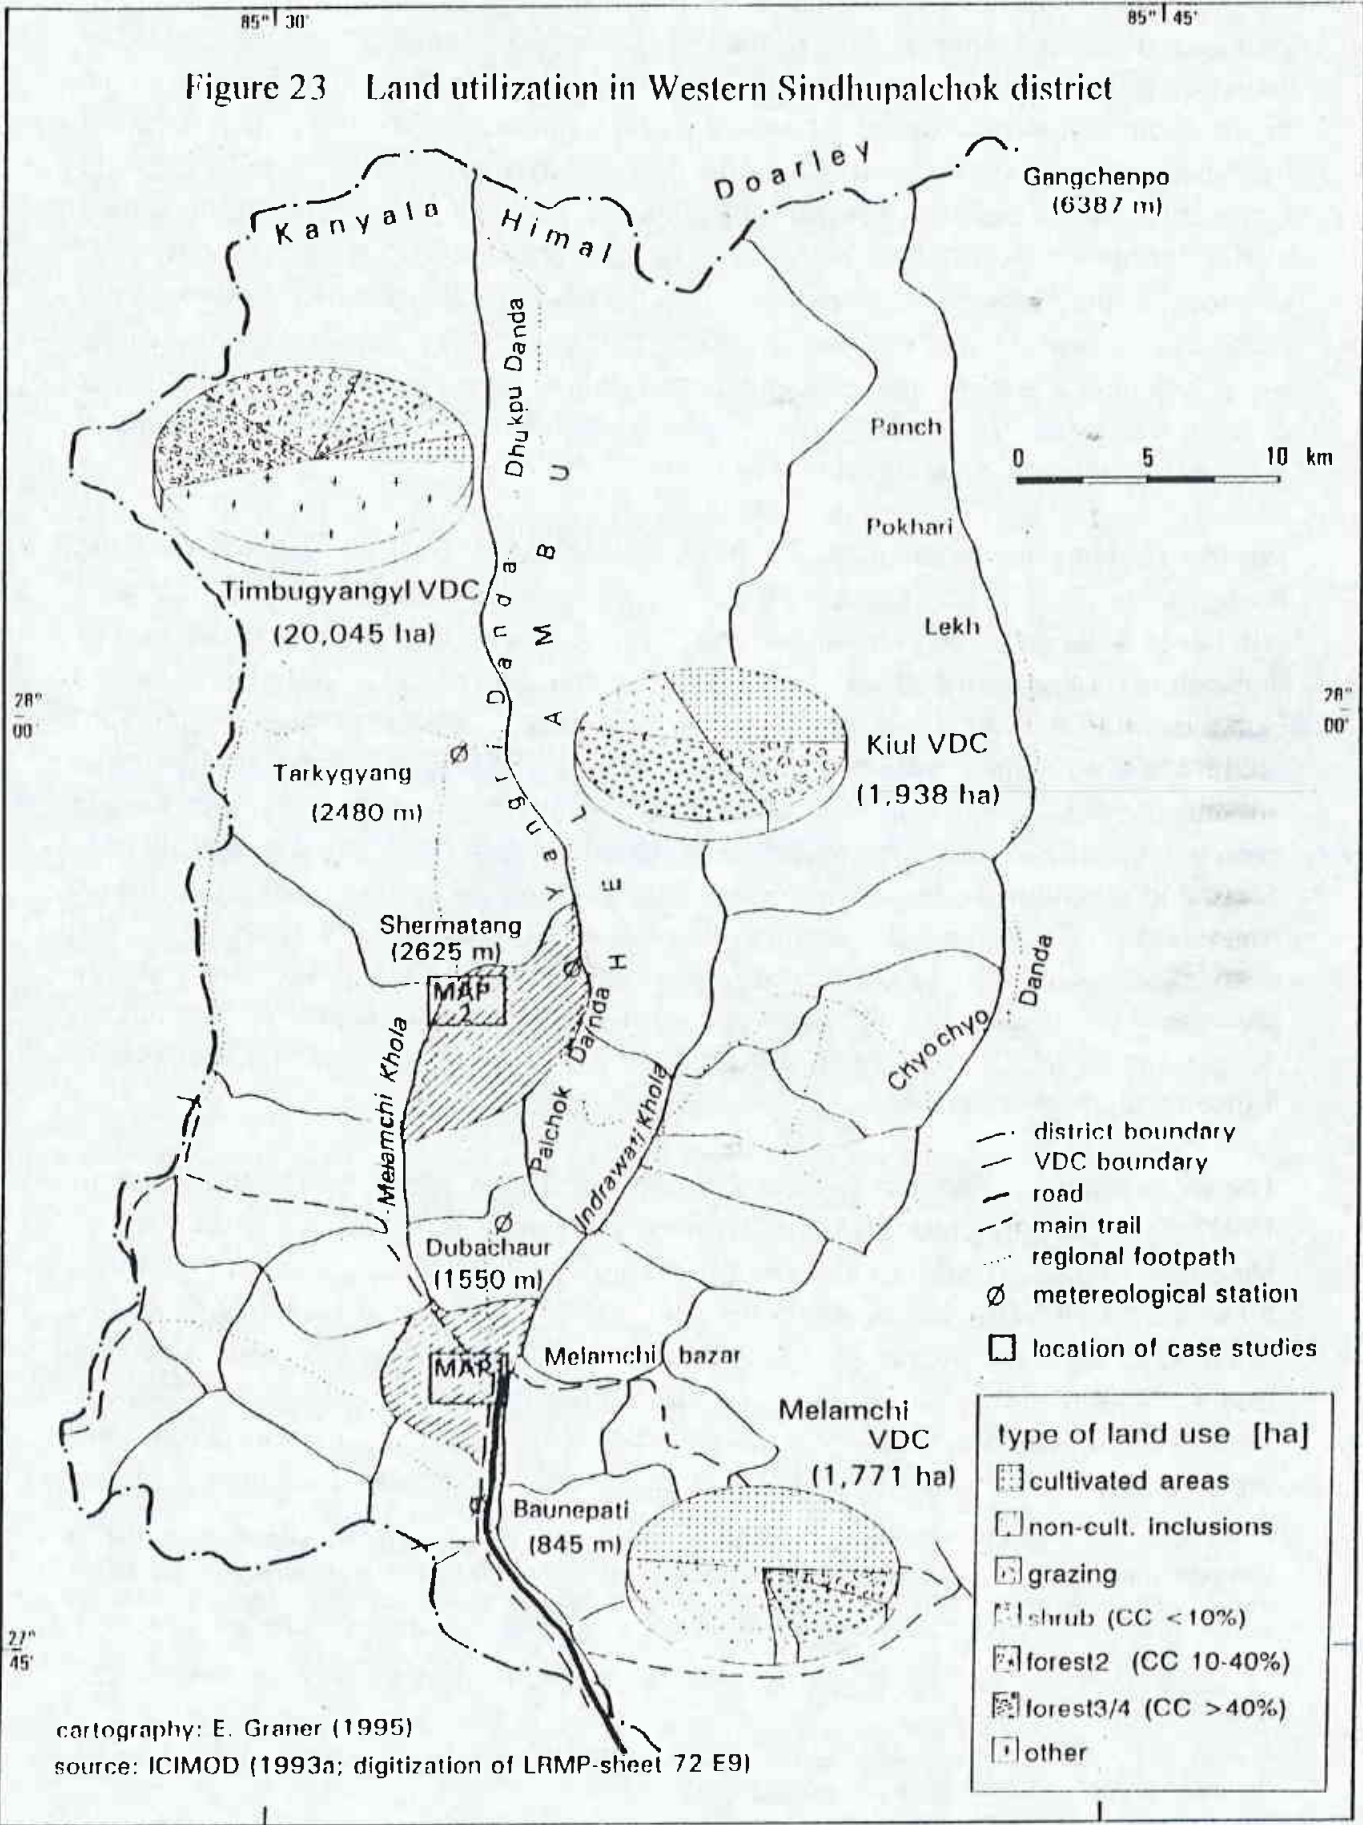 85° 30'
85° 45'
Figure 23 Land utilization in Western Sindhupalchok district
Doarley
Gangchenpo
(6387 m)
Kanyala Himal
Dhukpu Danda
Panch
0 5 10 km
Pokhari
Timbugyangyl VDC
(20,045 ha)
Lekh
HELAMBU
Yangri Danda
28°
00
28°
00'
Kiul VDC
(1,938 ha)
Tarkygyang
(2480 m)
Shermatang
(2625 m)
MAP
2
Danda
Chyochyo
Melamchi Khola
Palchok Danda
Indrawati Khola
district boundary
VDC boundary
road
main trail
regional footpath
Ø metereological station
location of case studies
Dubachaur
(1550 m)
MAP
Melamchi bazar
Melamchi
VDC
(1,771 ha)
type of land use [ha]
cultivated areas
non-cult. inclusions
grazing
shrub (CC <10%)
forest2 (CC 10-40%)
forest3/4 (CC >40%)
other
Baunepati
(845 m)
27°
45'
cartography: E. Graner (1995)
source: ICIMOD (1993a; digitization of LRMP-sheet 72 E9)